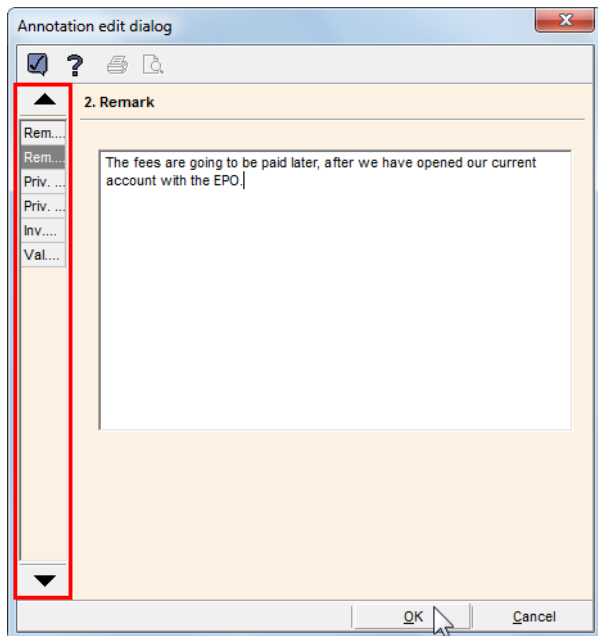 Annotation edit dialog
2. Remark
Rem....
Rem....
Priv. ...
Priv. ...
Inv....
Val....
The fees are going to be paid later, after we have opened our current
account with the EPO.
OK
Cancel